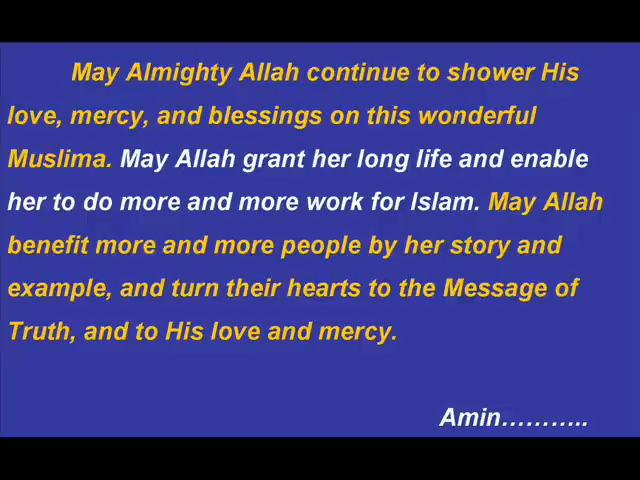 May Almighty Allah continue to shower His
love, mercy, and blessings on this wonderful
Muslima. May Allah grant her long life and enable
her to do more and more work for Islam. May Allah
benefit more and more people by her story and
example, and turn their hearts to the Message of
Truth, and to His love and mercy.
Amin………..